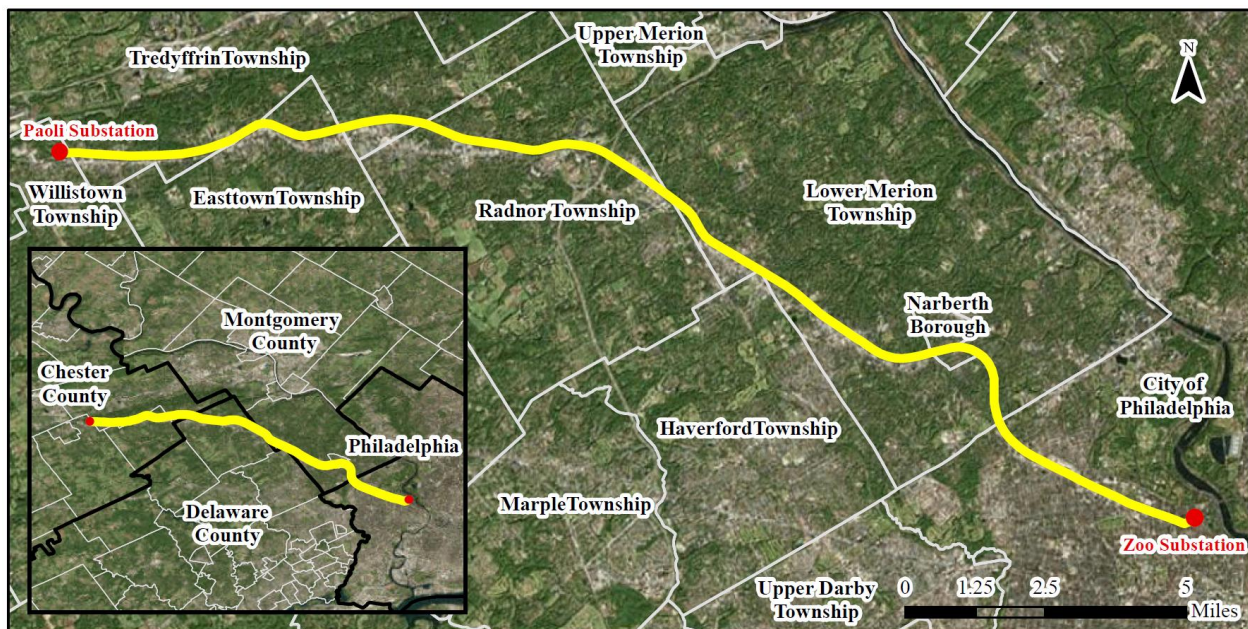 Upper Merion
Township
TredyffrinTownship
N
Paoli Substation
Willistown
Township
EasttownTownship
Radnor Township
Lower Merion
Township
Narberth
Borough
City of
Philadelphia
HaverfordTownship
MarpleTownship
Zoo Substation
Upper Darby
Township
0 1.25 2.5 5
Miles
Montgomery
County
Chester
County
Philadelphia
Delaware
County